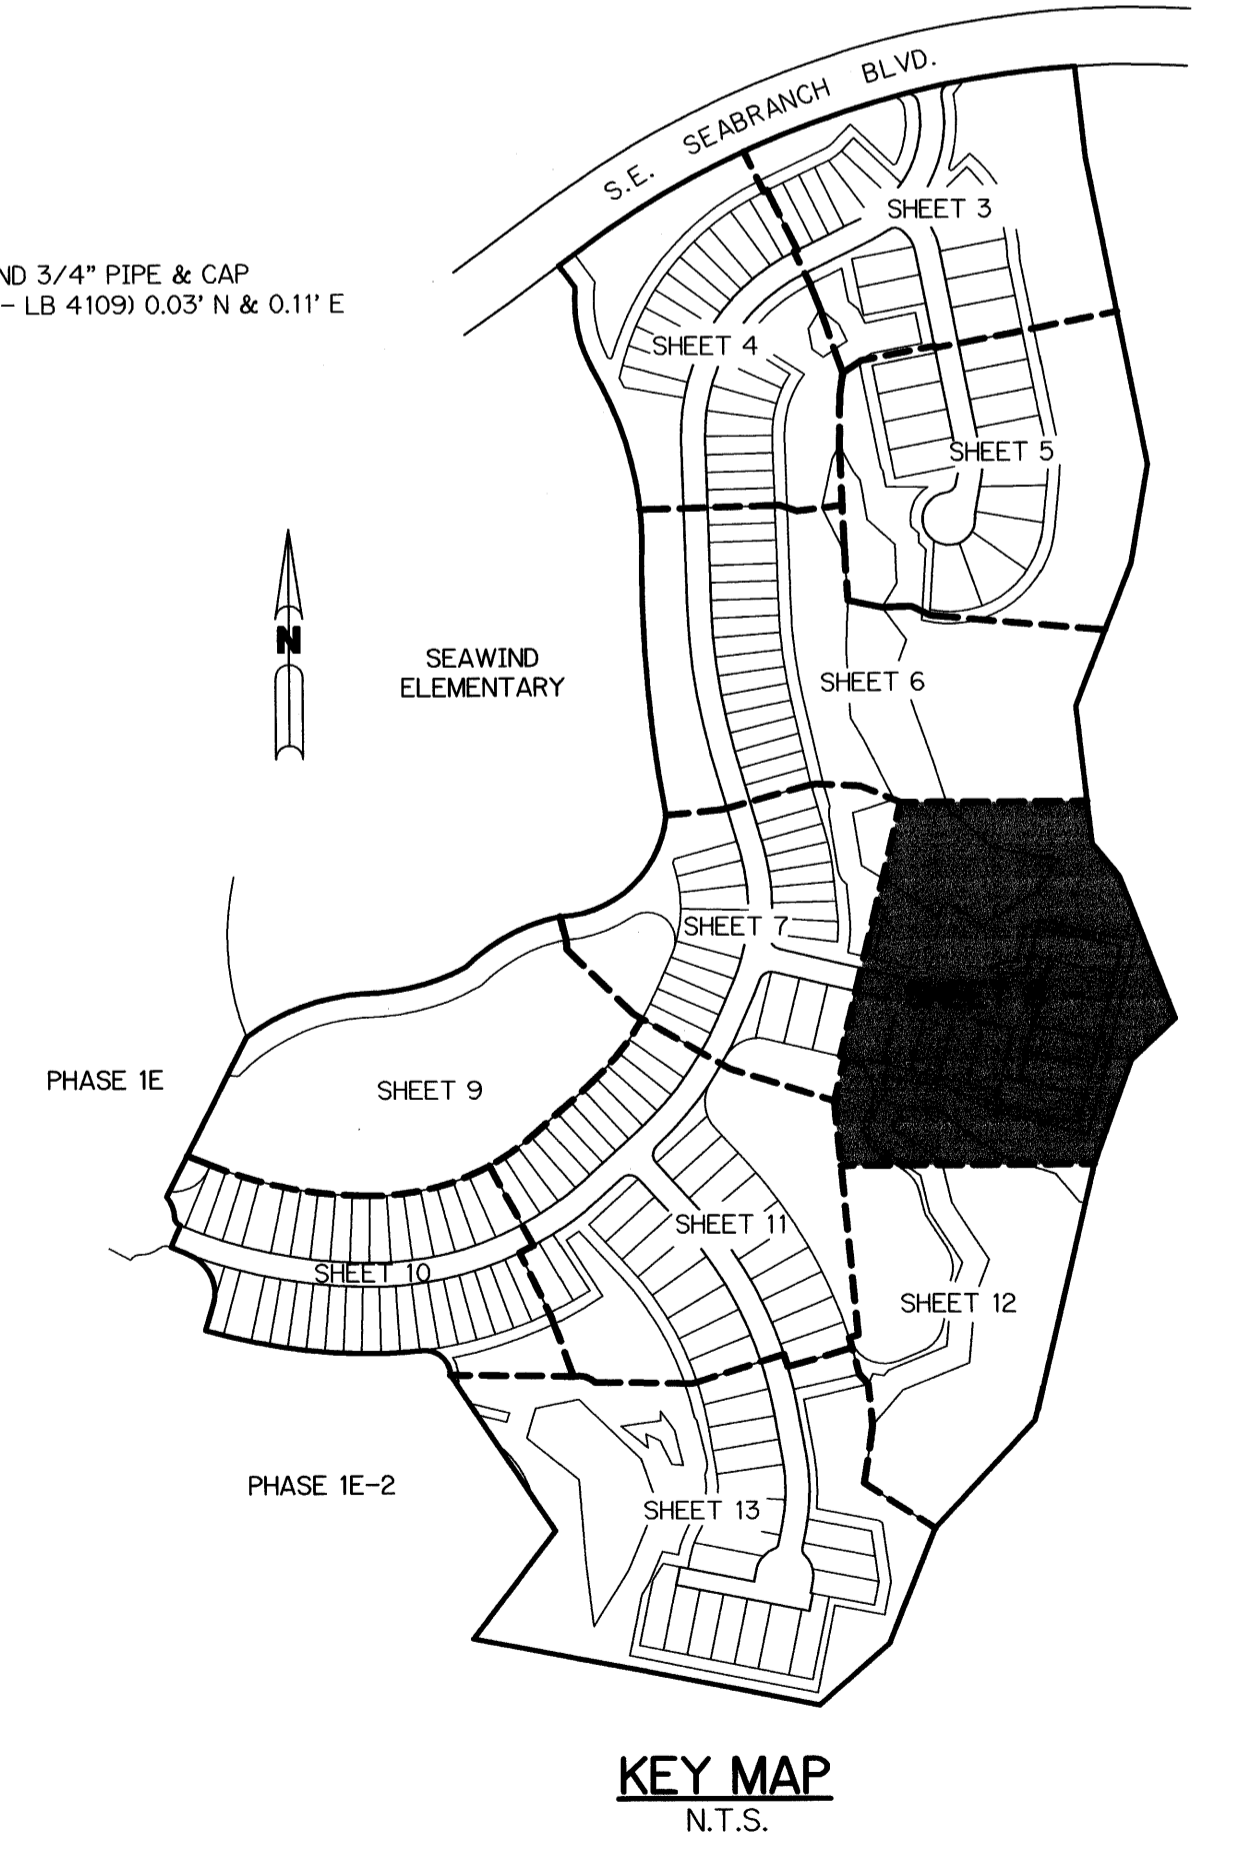 S.E. SEABRANCH BLVD.
SHEET 3
ND 3/4” PIPE & CAP
– LB 4109) 0.03' N & 0.11' E
SHEET 4
SHEET 5
N
SEAWIND
ELEMENTARY
SHEET 6
SHEET 7
PHASE 1E
SHEET 9
SHEET 11
SHEET 10
SHEET 12
PHASE 1E–2
SHEET 13
KEY MAP
N.T.S.